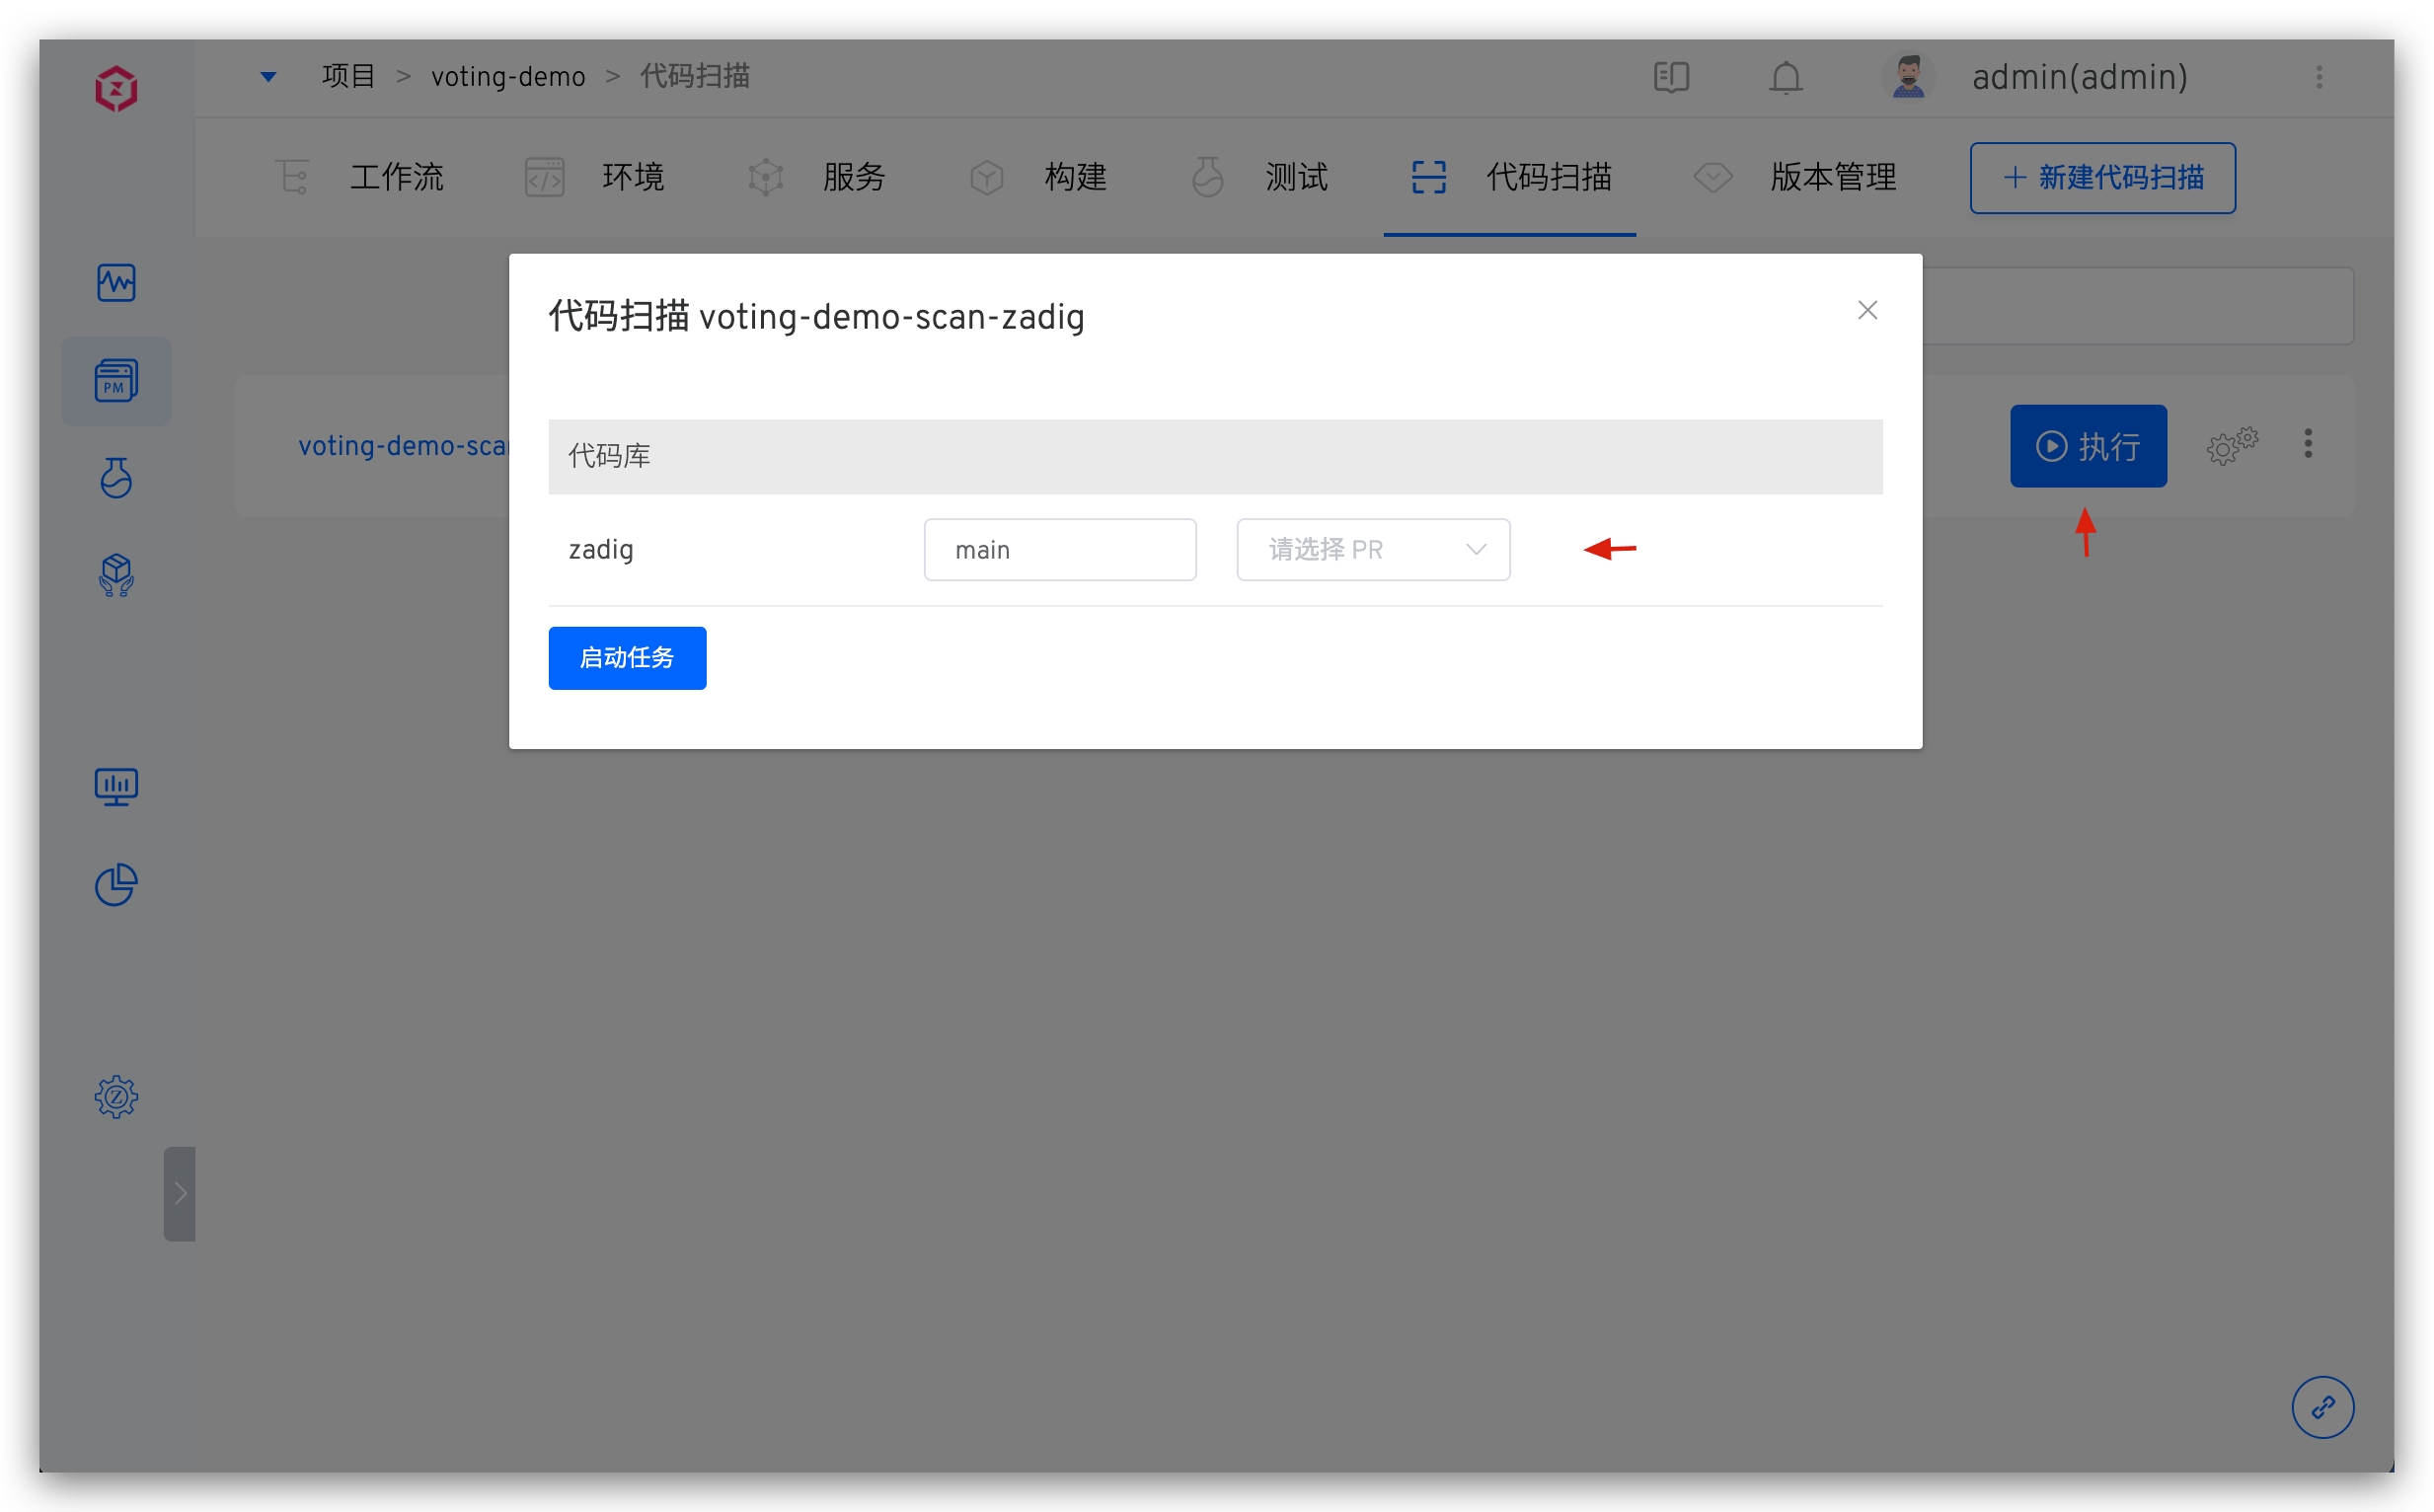 项目 > voting-demo > 代码扫描
admin(admin)
工作流 环境 服务 构建 测试 代码扫描 版本管理 + 新建代码扫描
代码扫描 voting-demo-scan-zadig
PM
代码库
voting-demo-scan
执行
zadig main 请选择 PR
启动任务